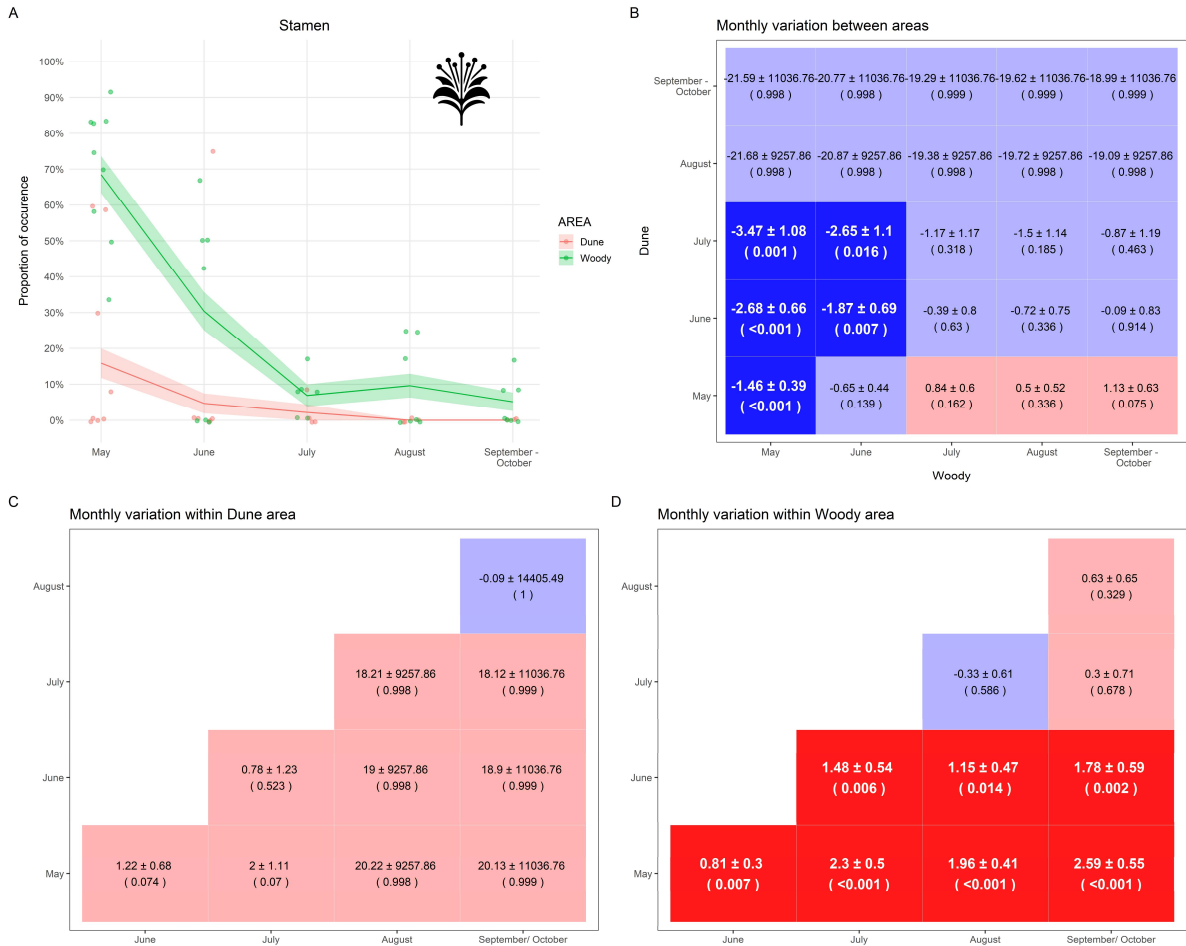 A
Stamen
100%
90%
80%
70%
60%
50%
40%
30%
20%
10%
0%
Proportion of occurence
May
June
July
August
September -
October
AREA
Dune
Woody
B
Monthly variation between areas
September -
October
-21.59 ± 11036.76 -20.77 ± 11036.76 -19.29 ± 11036.76 -19.62 ± 11036.76 -18.99 ± 11036.76
( 0.998 ) ( 0.998 ) ( 0.999 ) ( 0.999 ) ( 0.999 )
August
-21.68 ± 9257.86 -20.87 ± 9257.86 -19.38 ± 9257.86 -19.72 ± 9257.86 -19.09 ± 9257.86
( 0.998 ) ( 0.998 ) ( 0.998 ) ( 0.998 ) ( 0.998 )
July
-3.47 ± 1.08 -2.65 ± 1.1 -1.17 ± 1.17 -1.5 ± 1.14 -0.87 ± 1.19
(0.001 ) ( 0.016 ) ( 0.318 ) ( 0.185 ) ( 0.463 )
June
-2.68 ± 0.66 -1.87 ± 0.69 -0.39 ± 0.8 -0.72 ± 0.75 -0.09 ± 0.83
(<0.001 ) ( 0.007 ) ( 0.63 ) ( 0.336 ) ( 0.914 )
May
-1.46 ± 0.39 -0.65 ± 0.44 0.84 ± 0.6 0.5 ± 0.52 1.13 ± 0.63
(<0.001 ) ( 0.139 ) ( 0.162 ) ( 0.336 ) ( 0.075 )
Dune
May
June
July
August
September -
October
Woody
C
Monthly variation within Dune area
August
-0.09 ± 14405.49
( 1 )
July
18.21 ± 9257.86 18.12 ± 11036.76
( 0.998 ) ( 0.999 )
June
0.78 ± 1.23 19 ± 9257.86 18.9 ± 11036.76
( 0.523 ) ( 0.998 ) ( 0.999 )
May
1.22 ± 0.68 2 ± 1.11 20.22 ± 9257.86 20.13 ± 11036.76
( 0.074 ) ( 0.07 ) ( 0.998 ) ( 0.999 )
June
July
August
September/ October
D
Monthly variation within Woody area
August
0.63 ± 0.65
( 0.329 )
July
-0.33 ± 0.61 0.3 ± 0.71
( 0.586 ) ( 0.678 )
June
1.48 ± 0.54 1.15 ± 0.47 1.78 ± 0.59
( 0.006 ) ( 0.014 ) ( 0.002 )
May
0.81 ± 0.3 2.3 ± 0.5 1.96 ± 0.41 2.59 ± 0.55
( 0.007 ) ( <0.001 ) ( <0.001 ) ( <0.001 )
June
July
August
September/ October